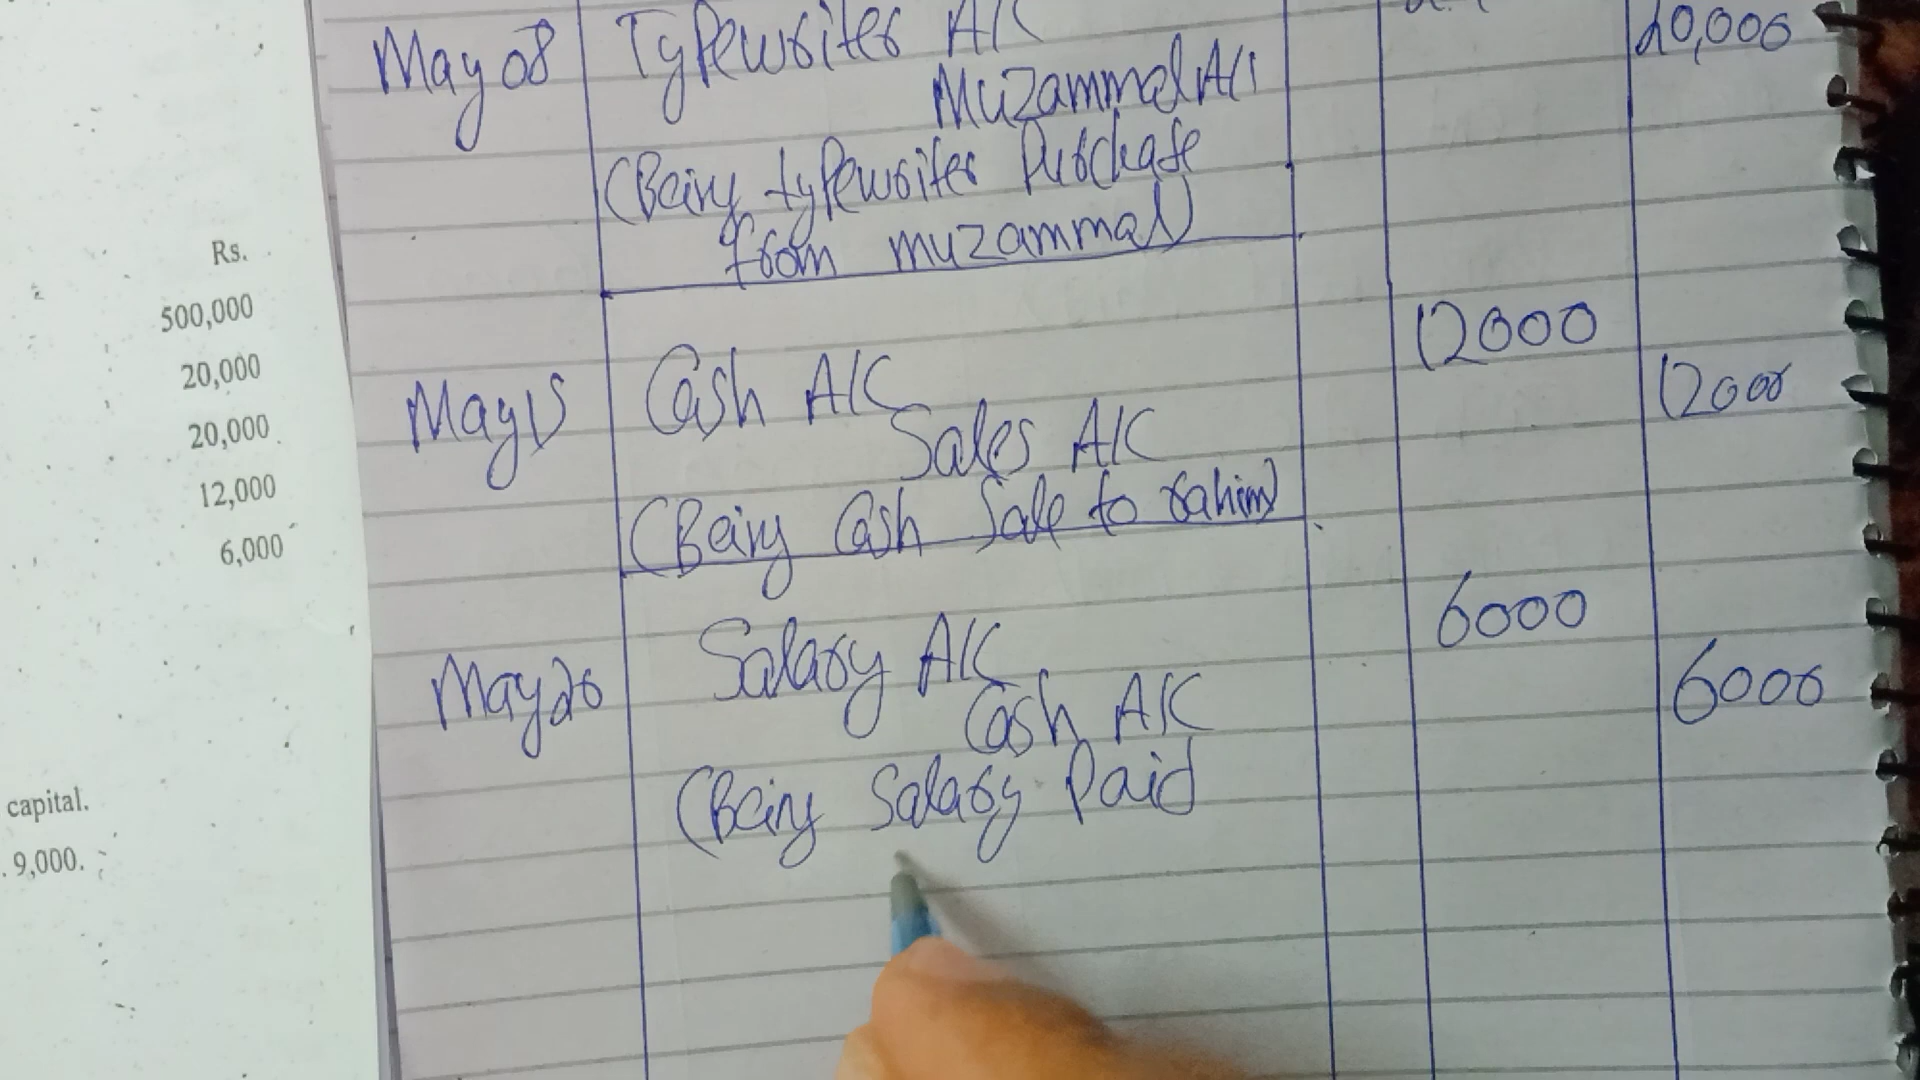 Rs.
500,000
20,000
20,000
12,000
6,000
capital.
9,000.
May 08 Typewriter A/C 20,000
Muzammal A/C
(Being typewriter Purchase
from muzammal)
May 15 Cash A/C 12000
Sales A/C 12000
(Being Cash Sale to rahim)
May 20 Salary A/C 6000
Cash A/C 6000
(Being Salary Paid